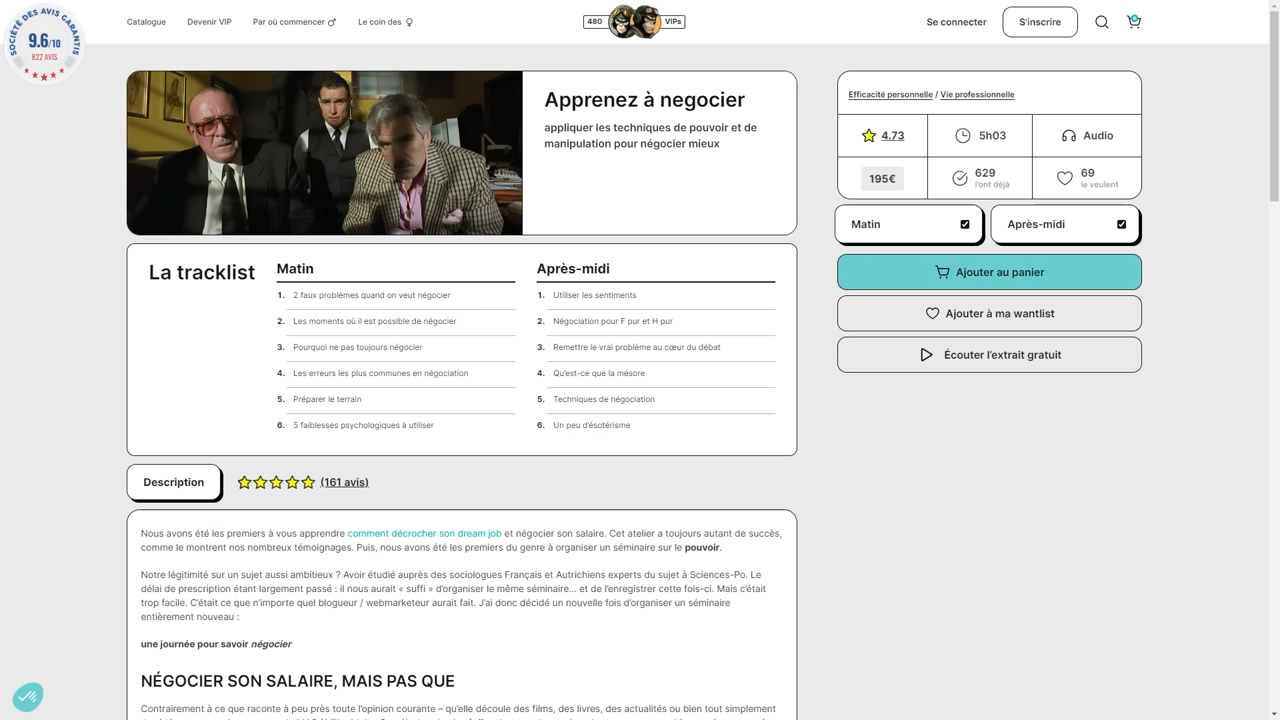 Catalogue
Devenir VIP
Par où commencer
Le coin des
480
VIPs
Se connecter
S'inscrire
SOCIÉTÉ DES AVIS GARANTIS
9.6/10
822 AVIS
Apprenez à negocier
appliquer les techniques de pouvoir et de
manipulation pour négocier mieux
Efficacité personnelle / Vie professionnelle
4.73
5h03
Audio
195€
629
l'ont déjà
69
le veulent
Matin
Après-midi
Ajouter au panier
Ajouter à ma wantlist
Écouter l'extrait gratuit
La tracklist
Matin
1. 2 faux problèmes quand on veut négocier
2. Les moments où il est possible de négocier
3. Pourquoi ne pas toujours négocier
4. Les erreurs les plus communes en négociation
5. Préparer le terrain
6. 5 faiblesses psychologiques à utiliser
Après-midi
1. Utiliser les sentiments
2. Négociation pour F pur et H pur
3. Remettre le vrai problème au cœur du débat
4. Qu'est-ce que la mésore
5. Techniques de négociation
6. Un peu d'ésotérisme
Description
(161 avis)
Nous avons été les premiers à vous apprendre comment décrocher son dream job et négocier son salaire. Cet atelier a toujours autant de succès,
comme le montrent nos nombreux témoignages. Puis, nous avons été les premiers du genre à organiser un séminaire sur le pouvoir.
Notre légitimité sur un sujet aussi ambitieux ? Avoir étudié auprès des sociologues Français et Autrichiens experts du sujet à Sciences-Po. Le
délai de prescription étant largement passé : il nous aurait « suffi » d'organiser le même séminaire… et de l'enregistrer cette fois-ci. Mais c'était
trop facile. C'était ce que n'importe quel blogueur / webmarketeur aurait fait. J'ai donc décidé un nouvelle fois d'organiser un séminaire
entièrement nouveau :
une journée pour savoir négocier
NÉGOCIER SON SALAIRE, MAIS PAS QUE
Contrairement à ce que raconte à peu près toute l'opinion courante – qu'elle découle des films, des livres, des actualités ou bien tout simplement